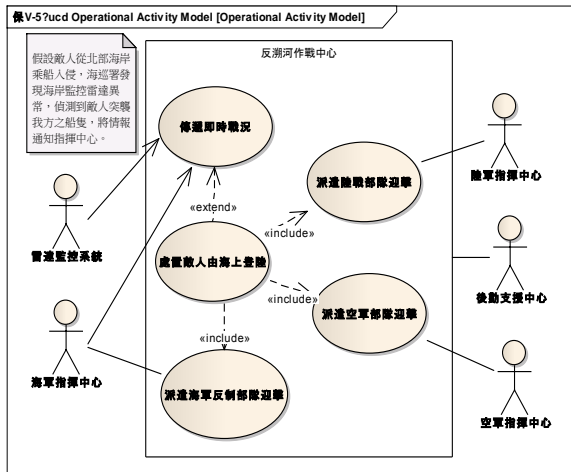 保V-5?ucd Operational Activity Model [Operational Activity Model]
假設敵人從北部海岸
乘船入侵，海巡署發
現海岸監控雷達異
常，偵測到敵人突襲
我方之船隻，將情報
通知指揮中心。
反溯河作戰中心
傳遞即時戰況
派遣陸戰部隊迎擊
陸軍指揮中心
«extend»
«include»
雷達監控系統
處置敵人由海上登陸
«include»
後勤支援中心
派遣空軍部隊迎擊
«include»
海軍指揮中心
派遣海軍反制部隊迎擊
空軍指揮中心